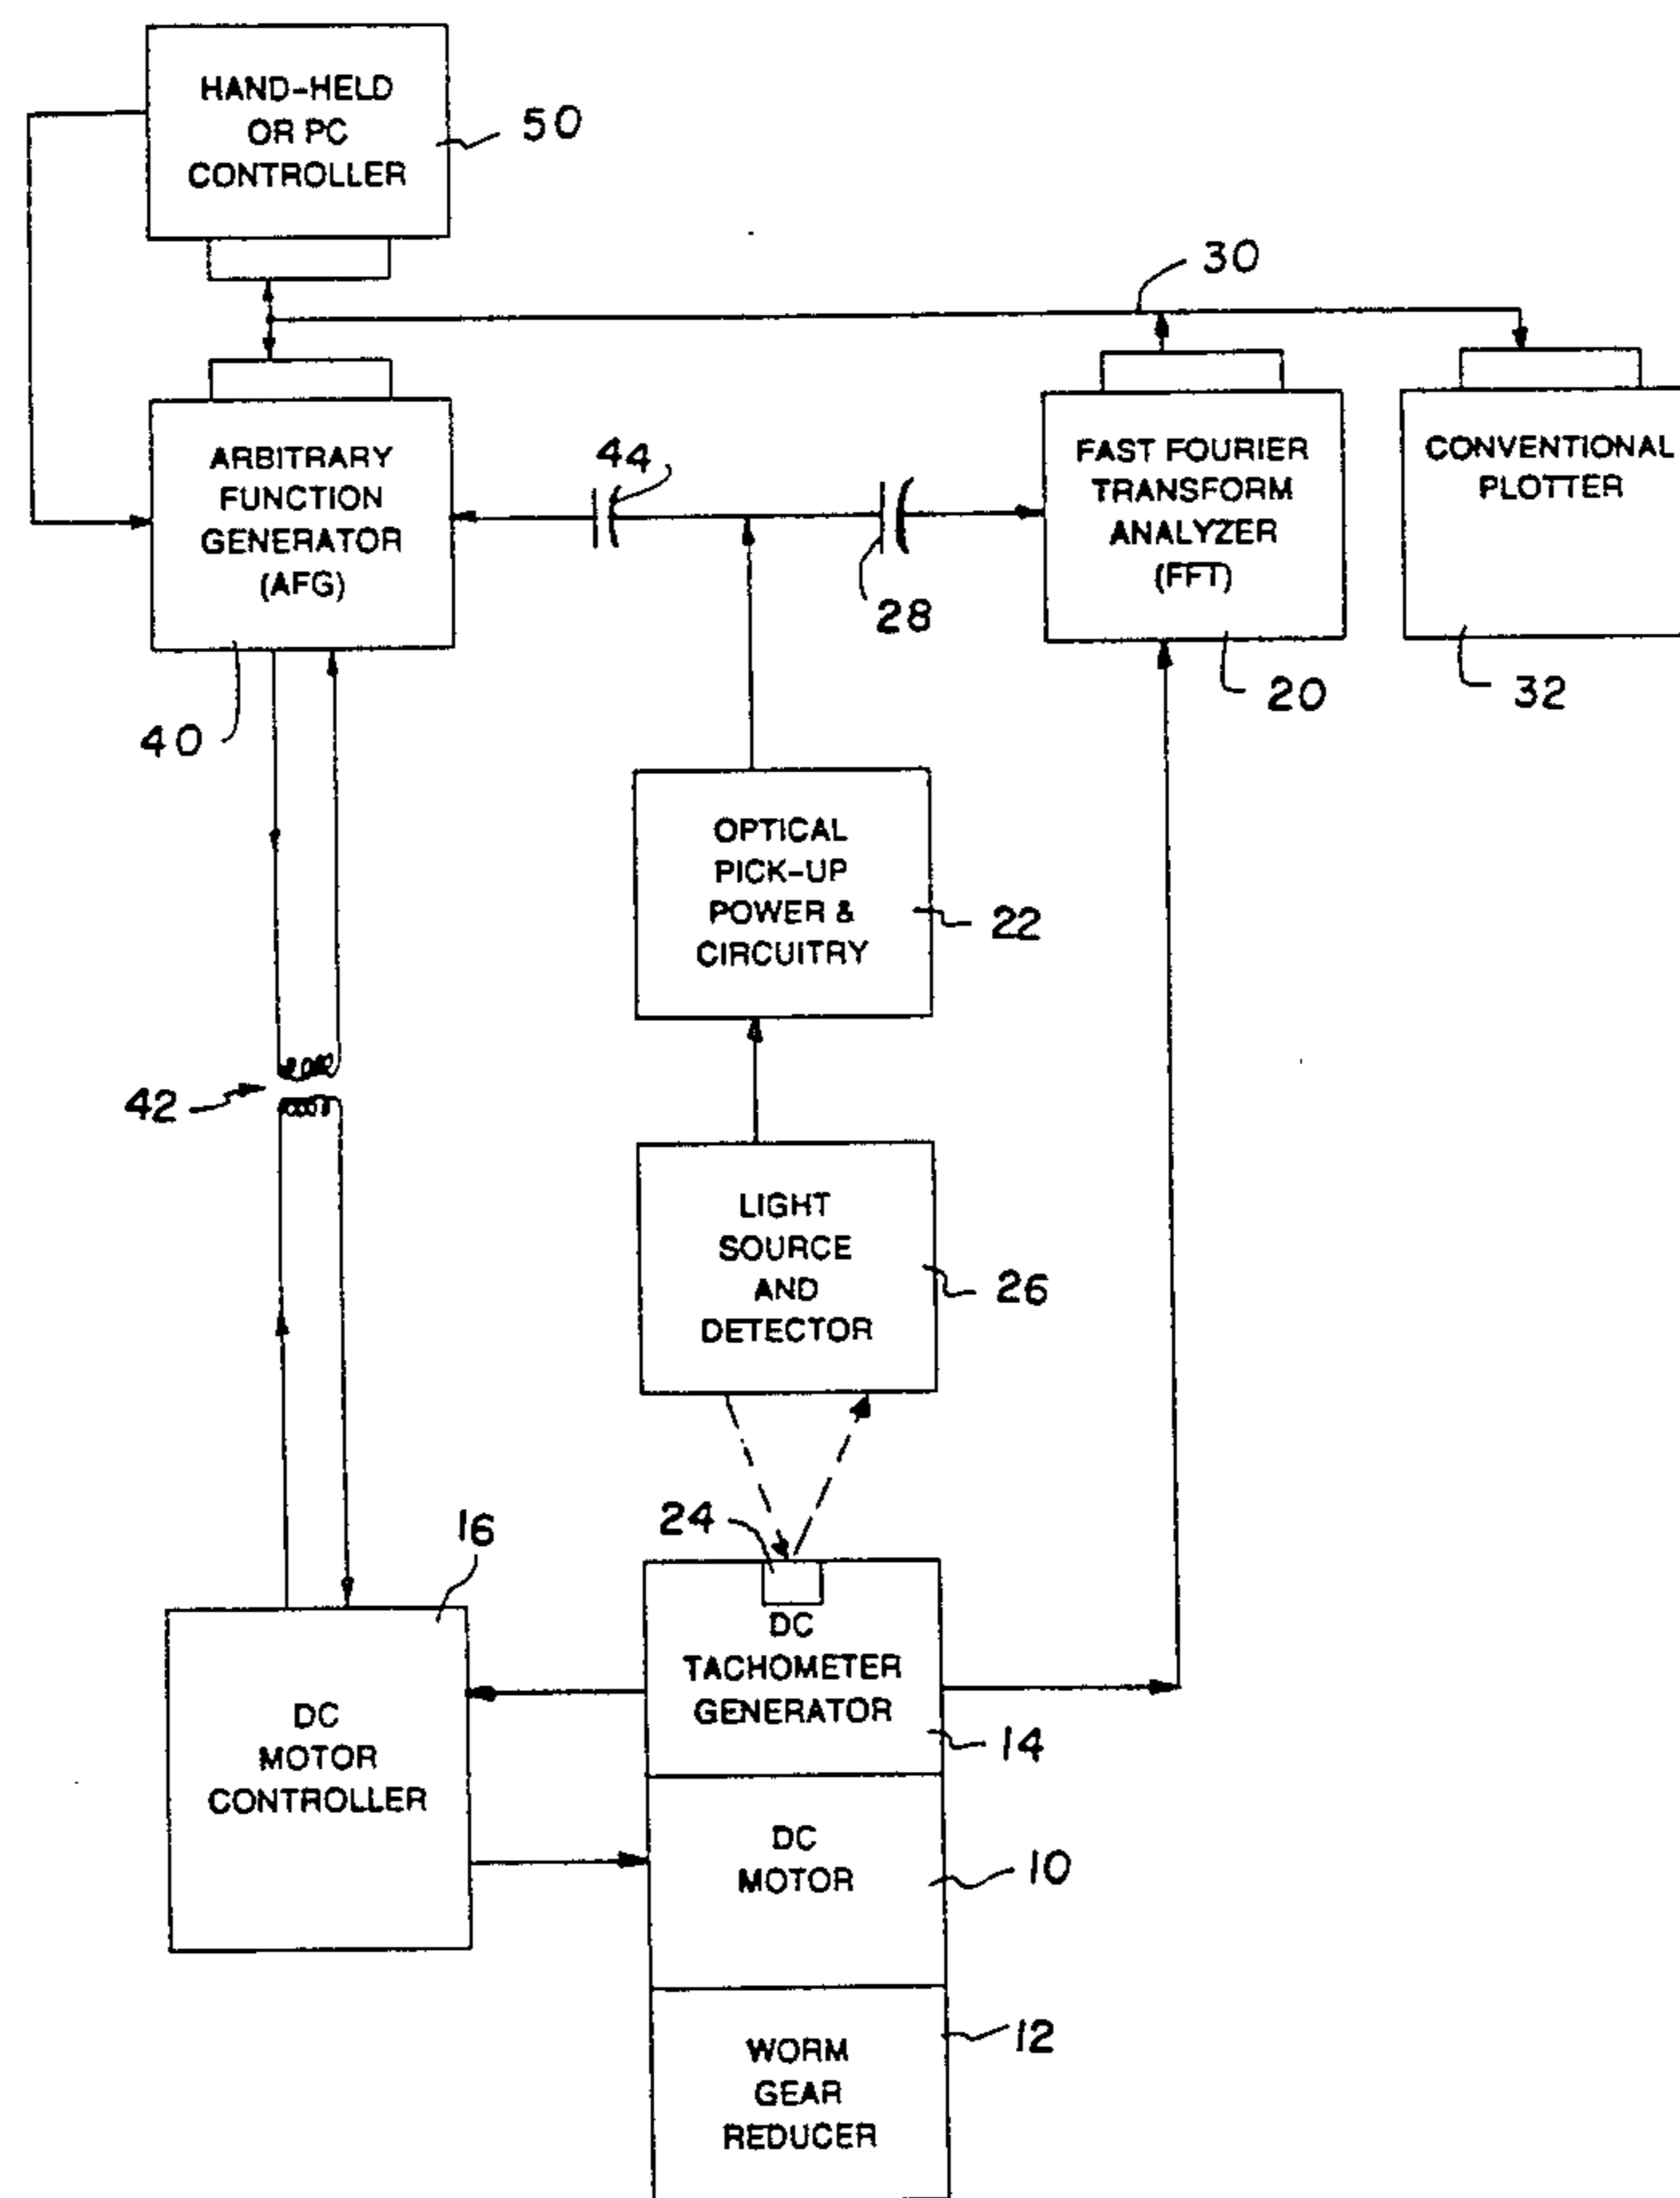 HAND-HELD
OR PC
CONTROLLER
50
30
ARBITRARY
FUNCTION
GENERATOR
(AFG)
40
44
28
FAST FOURIER
TRANSFORM
ANALYZER
(FFT)
20
CONVENTIONAL
PLOTTER
32
OPTICAL
PICK-UP
POWER &
CIRCUITRY
22
42
LIGHT
SOURCE
AND
DETECTOR
26
24
16
DC
TACHOMETER
GENERATOR
14
DC
MOTOR
CONTROLLER
DC
MOTOR
10
WORM
GEAR
REDUCER
12